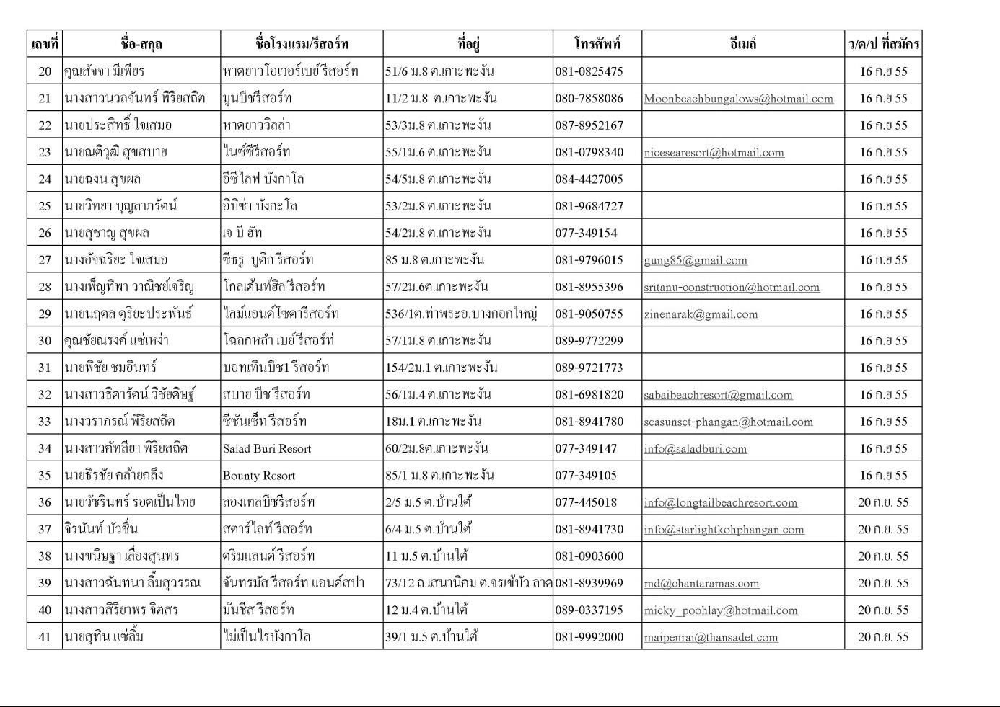 เลขที่ ชื่อ-สกุล ชื่อโรงแรม/รีสอร์ท ที่อยู่ โทรศัพท์ อีเมล์ ว/ด/ป ที่สมัคร
20 คุณสัจจา มีเพียร หาดยาวโอเวอร์เบย์รีสอร์ท 51/6 ม.8 ต.เกาะพะงัน 081-0825475 16 ก.ย 55
21 นางสาวนวลจันทร์ พิริยสถิต มูนบีชรีสอร์ท 11/2 ม.8 ต.เกาะพะงัน 080-7858086 Moonbeachbungalows@hotmail.com 16 ก.ย 55
22 นายประสิทธิ์ ใจเสมอ หาดยาววิลล่า 53/3ม.8 ต.เกาะพะงัน 087-8952167 16 ก.ย 55
23 นายณติวุฒิ สุขสบาย ไนซ์ซีรีสอร์ท 55/1ม.6 ต.เกาะพะงัน 081-0798340 nicesearesort@hotmail.com 16 ก.ย 55
24 นายฉงน สุขผล อีซีไลฟ บังกาโล 54/5ม.8 ต.เกาะพะงัน 084-4427005 16 ก.ย 55
25 นายวิทยา บุญลาภรัตน์ อิบิซ่า บังกะโล 53/2ม.8 ต.เกาะพะงัน 081-9684727 16 ก.ย 55
26 นายสุชาญ สุขผล เจ บี ฮัท 54/2ม.8 ต.เกาะพะงัน 077-349154 16 ก.ย 55
27 นางอัจฉริยะ ใจเสมอ ซีธรู บูติก รีสอร์ท 85 ม.8 ต.เกาะพะงัน 081-9796015 gung85@gmail.com 16 ก.ย 55
28 นางเพ็ญทิพา วาณิชย์เจริญ โกลเด้นท์ฮิล รีสอร์ท 57/2ม.6ต.เกาะพะงัน 081-8955396 sritanu-construction@hotmail.com 16 ก.ย 55
29 นายนฤดล ดุริยะประพันธ์ ไลม์แอนด์โซดารีสอร์ท 536/1ต.ท่าพระอ.บางกอกใหญ่ 081-9050755 zinenarak@gmail.com 16 ก.ย 55
30 คุณชัยณรงค์ แซ่เหง่า โฉลกหลำ เบย์ รีสอร์ท่ 57/1ม.8 ต.เกาะพะงัน 089-9772299 16 ก.ย 55
31 นายพิชัย ชมอินทร์ บอทเทินบีช1 รีสอร์ท 154/2ม.1 ต.เกาะพะงัน 089-9721773 16 ก.ย 55
32 นางสาวธิดารัตน์ วิชัยดิษฐ์ สบาย บีช รีสอร์ท 56/1ม.4 ต.เกาะพะงัน 081-6981820 sabaibeachresort@gmail.com 16 ก.ย 55
33 นางวราภรณ์ พิริยสถิต ซีซันเซ็ท รีสอร์ท 18ม.1 ต.เกาะพะงัน 081-8941780 seasunset-phangan@hotmail.com 16 ก.ย 55
34 นางสาวคัทลียา พิริยสถิต Salad Buri Resort 60/2ม.8ต.เกาะพะงัน 077-349147 info@saladburi.com 16 ก.ย 55
35 นายธิรชัย คล้ายคลึง Bounty Resort 85/1 ม.8 ต.เกาะพะงัน 077-349105 16 ก.ย 55
36 นายวัชรินทร์ รอดเป็นไทย ลองเทลบีชรีสอร์ท 2/5 ม.5 ต.บ้านใต้ 077-445018 info@longtailbeachresort.com 20 ก.ย. 55
37 จิรนันท์ บัวชื่น สตาร์ไลท์ รีสอร์ท 6/4 ม.5 ต.บ้านใต้ 081-8941730 info@starlightkohphangan.com 20 ก.ย. 55
38 นางขนิษฐา เลื่องสุนทร ดรีมแลนด์ รีสอร์ท 11 ม.5 ต.บ้านใต้ 081-0903600 20 ก.ย. 55
39 นางสาวฉันทนา ลิ้มสุวรรณ จันทรมัส รีสอร์ท แอนด์สปา 73/12 ถ.เสนานิคม ต.จรเข้บัว ลาด 081-8939969 md@chantaramas.com 20 ก.ย. 55
40 นางสาวสิริยาพร จิตสร มันชีส รีสอร์ท 12 ม.4 ต.บ้านใต้ 089-0337195 micky_poohlay@hotmail.com 20 ก.ย. 55
41 นายสุทิน แซ่ลิ้ม ไม่เป็นไรบังกาโล 39/1 ม.5 ต.บ้านใต้ 081-9992000 maipenrai@thansadet.com 20 ก.ย. 55